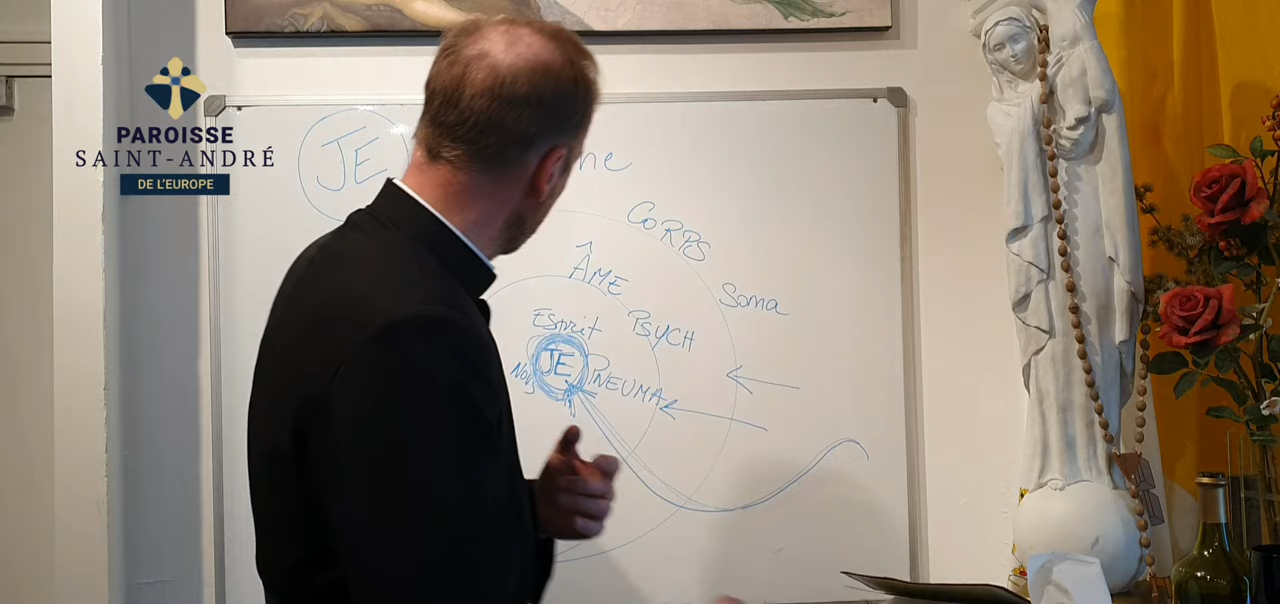 PAROISSE
SAINT-ANDRÉ
DE L'EUROPE
JE
CORPS
ÂME
Soma
Esprit
PSYCH
JE
PNEUMA